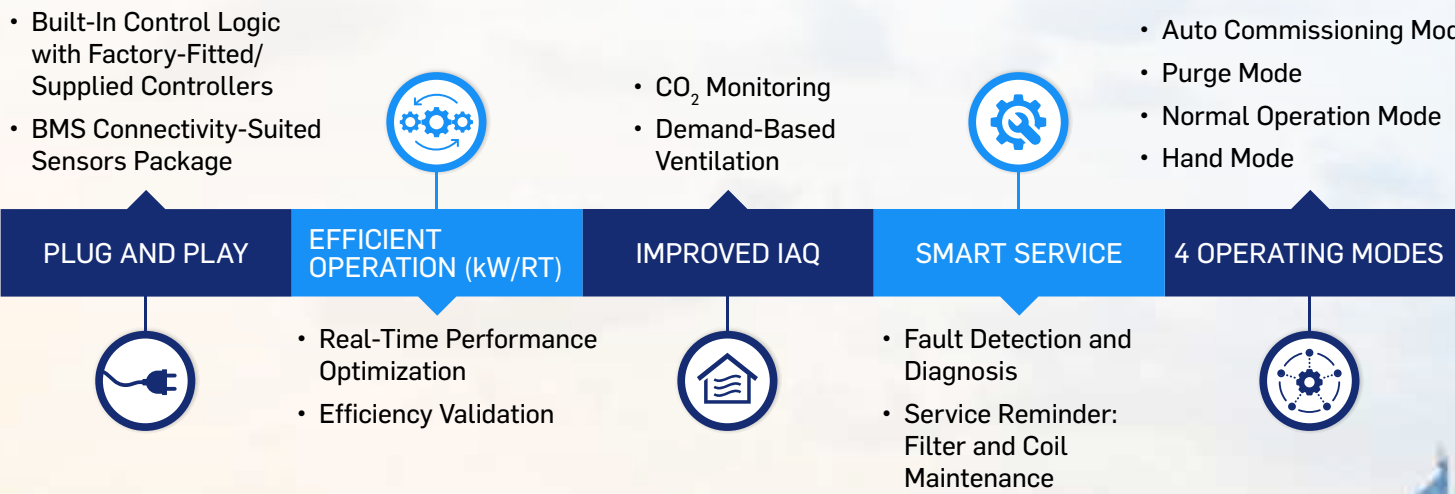 • Built-In Control Logic
with Factory-Fitted/
Supplied Controllers
• BMS Connectivity-Suited
Sensors Package
PLUG AND PLAY
EFFICIENT
OPERATION (kW/RT)
• Real-Time Performance
Optimization
• Efficiency Validation
• CO₂ Monitoring
• Demand-Based
Ventilation
IMPROVED IAQ
SMART SERVICE
• Fault Detection and
Diagnosis
• Service Reminder:
Filter and Coil
Maintenance
• Auto Commissioning
• Purge Mode
• Normal Operation Mode
• Hand Mode
4 OPERATING MODES